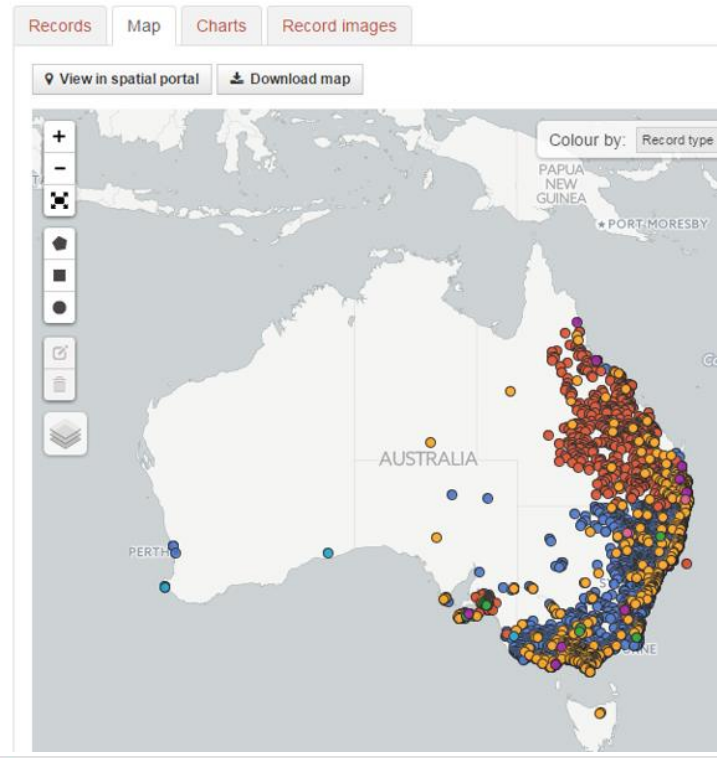 Records Map Charts Record images
View in spatial portal Download map
+
Colour by: Record type
−
PAPUA
NEW
GUINEA
PORT MORESBY
AUSTRALIA
PERTH